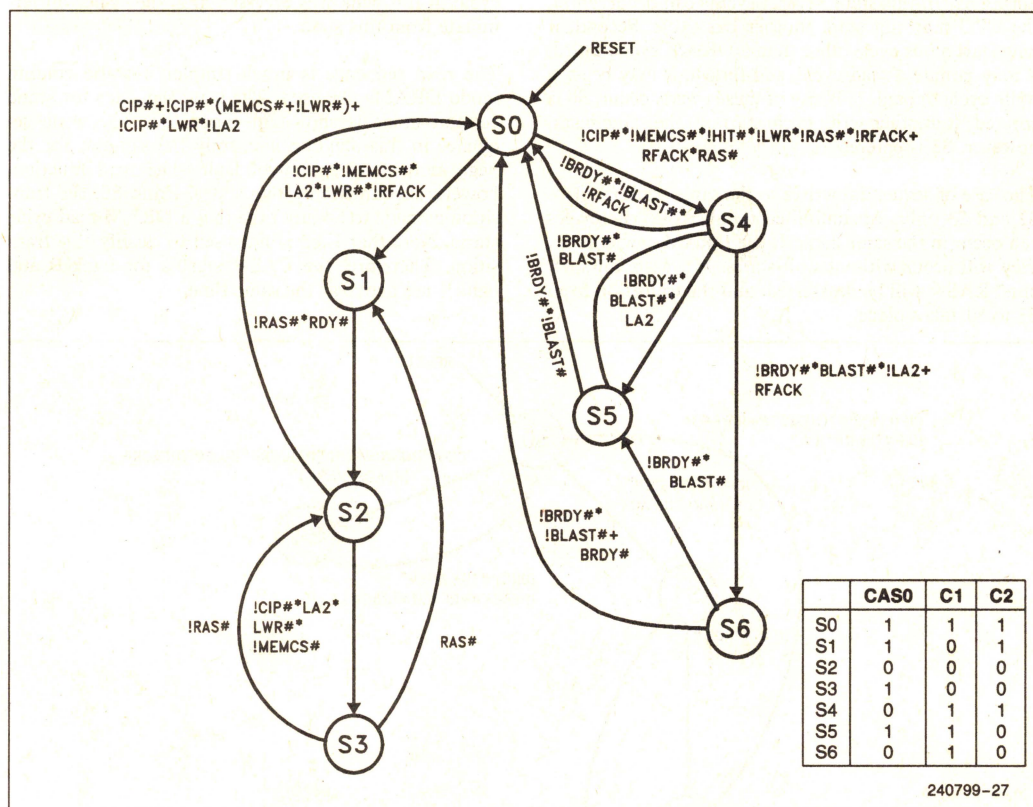 RESET
CIP#+!CIP#*(MEMCS#+!LWR#)+
!CIP#*LWR*!LA2
S0
!CIP#*!MEMCS#*!HIT#*!LWR*!RAS#*!RFACK+
RFACK*RAS#
!CIP#*!MEMCS#*
LA2*LWR#*!RFACK
!BRDY#*!BLAST#*
!RFACK
S4
!BRDY#*
BLAST#
!BRDY#*
BLAST#*
LA2
!BRDY#*!BLAST#
S1
!RAS#*RDY#
!BRDY#*BLAST#*!LA2+
RFACK
S5
!BRDY#*
BLAST#
S2
!BRDY#*
!BLAST#+
BRDY#
!RAS#
!CIP#*LA2*
LWR#*
!MEMCS#
RAS#
S6
S3
CAS0 C1 C2
S0 1 1 1
S1 1 0 1
S2 0 0 0
S3 1 0 0
S4 0 1 1
S5 1 1 0
S6 0 1 0
240799-27